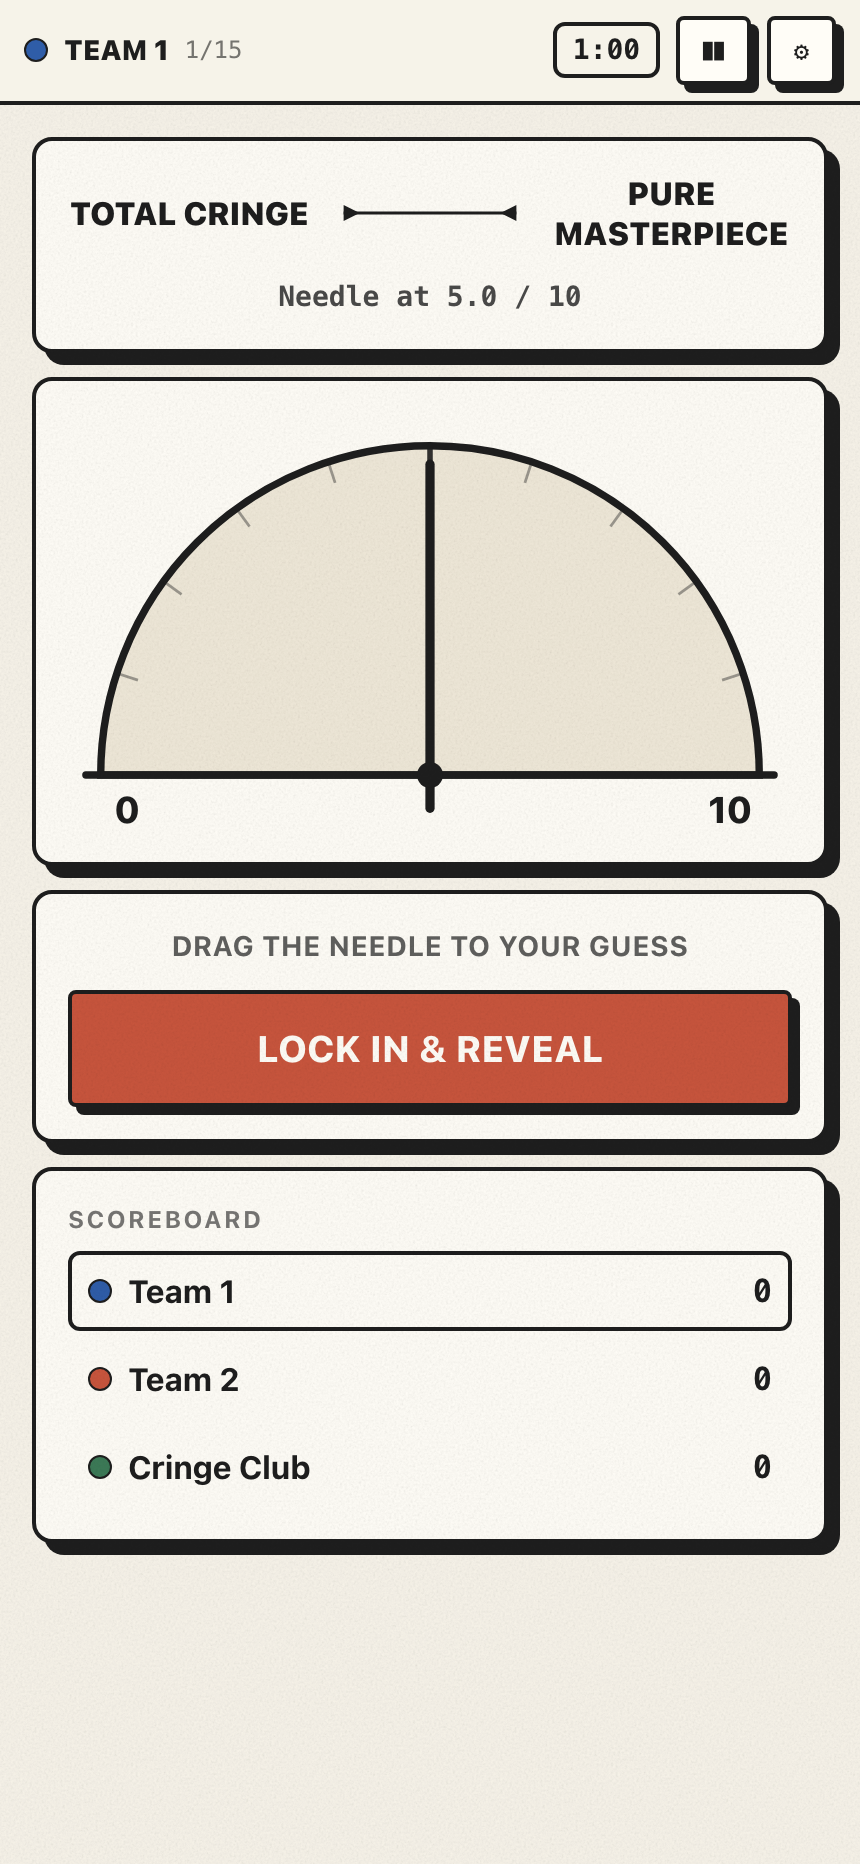 TEAM 1 1/15 1:00
TOTAL CRINGE
PURE
MASTERPIECE
Needle at 5.0 / 10
0 10
DRAG THE NEEDLE TO YOUR GUESS
LOCK IN & REVEAL
SCOREBOARD
Team 1 0
Team 2 0
Cringe Club 0